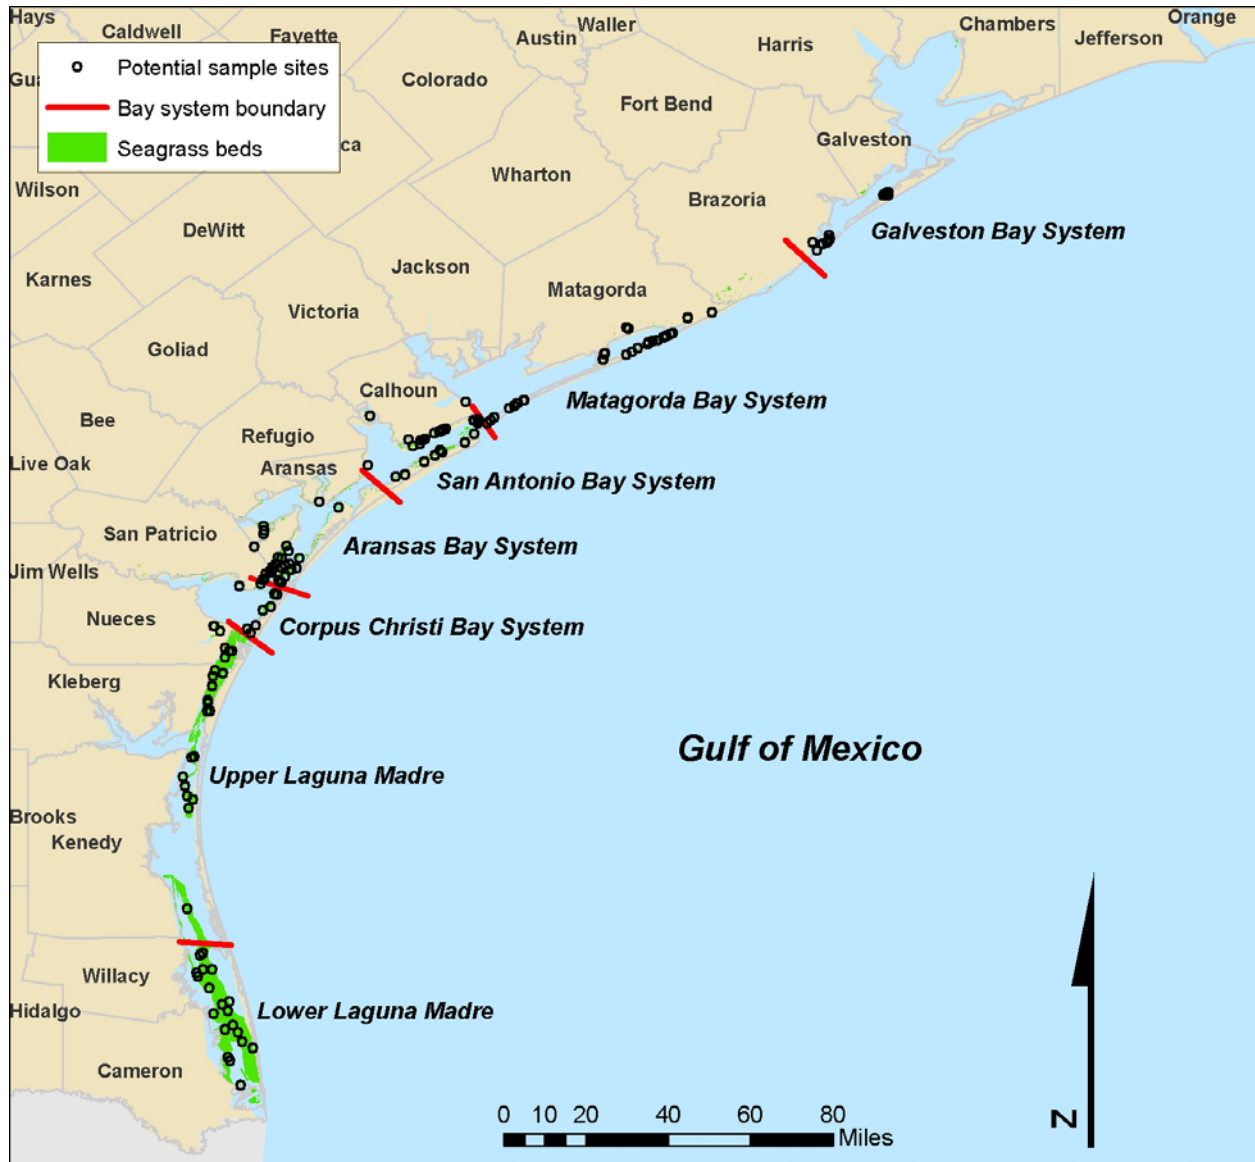 Hays
Caldwell
Fayette
Austin
Waller
Harris
Chambers
Orange
Jefferson
Potential sample sites
Bay system boundary
Seagrass beds
Gua
ca
Colorado
Fort Bend
Galveston
Wilson
Wharton
Brazoria
DeWitt
Galveston Bay System
Karnes
Jackson
Matagorda
Victoria
Goliad
Calhoun
Matagorda Bay System
Bee
Refugio
Live Oak
Aransas
San Antonio Bay System
San Patricio
Aransas Bay System
Jim Wells
Nueces
Corpus Christi Bay System
Kleberg
Gulf of Mexico
Upper Laguna Madre
Brooks
Kenedy
Willacy
Hidalgo
Lower Laguna Madre
Cameron
N
0 10 20 40 60 80
Miles